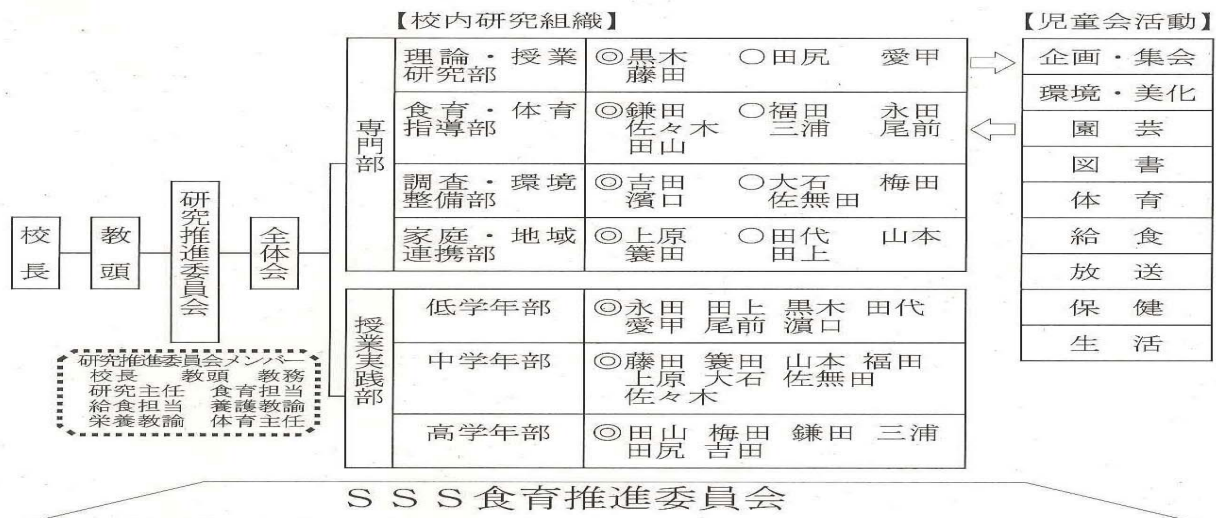 【校内研究組織】
【児童会活動】
校長
教頭
研究推進委員会
全体会
専門部
理論・授業
研究部
◎黒木 ○田尻 愛甲
藤田
食育・体育
指導部
◎鎌田 ○福田 永田
佐々木 三浦 尾前
田山
調査・環境
整備部
◎吉田 ○大石 梅田
濱口 佐無田
家庭・地域
連携部
◎上原 ○田代 山本
簑田 田上
授業実践部
低学年部
◎永田 田上 黒木 田代
愛甲 尾前 濵口
中学年部
◎藤田 簑田 山本 福田
上原 大石 佐無田
佐々木
高学年部
◎田山 梅田 鎌田 三浦
田尻 吉田
企画・集会
環境・美化
園芸
図書
体育
給食
放送
保健
生活
研究推進委員会メンバー
校長 教頭 教務
研究主任 食育担当
給食担当 養護教諭
栄養教諭 体育主任
ＳＳＳ食育推進委員会